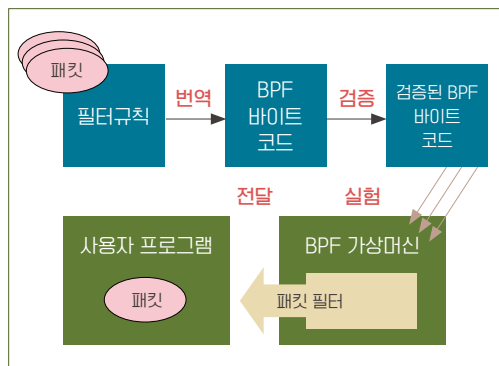 패킷
필터규칙
번역
BPF
바이트
코드
검증
검증된 BPF
바이트
코드
전달
실험
사용자 프로그램
패킷
BPF 가상머신
패킷 필터